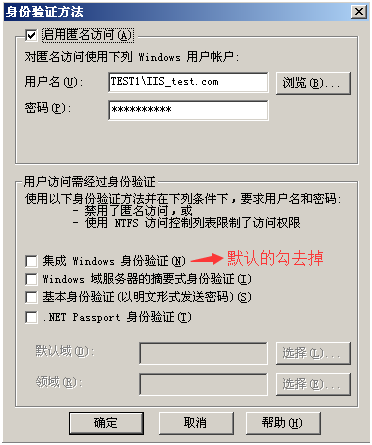 身份验证方法
启用匿名访问(A)
对匿名访问使用下列 Windows 用户帐户:
用户名(U): TEST1\IIS_test.com 浏览(B)...
密码(P): **********
用户访问需经过身份验证
使用以下身份验证方法并在下列条件下，要求用户名和密码:
- 禁用了匿名访问，或
- 使用 NTFS 访问控制列表限制了访问权限
集成 Windows 身份验证(N) 默认的勾去掉
Windows 域服务器的摘要式身份验证(I)
基本身份验证(以明文形式发送密码)(S)
.NET Passport 身份验证(T)
默认域(D): 选择(L)...
领域(R): 选择(E)...
确定 取消 帮助(H)